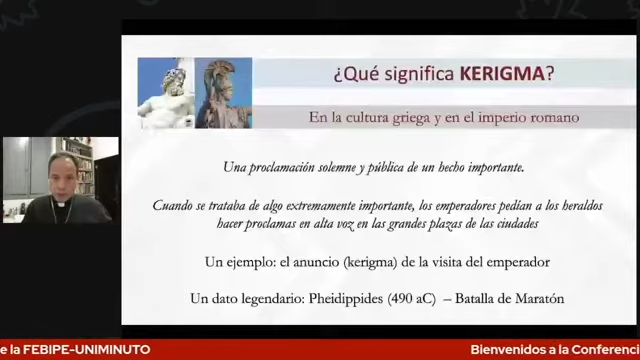 ¿Qué significa KERIGMA?
En la cultura griega y en el imperio romano
Una proclamación solemne y pública de un hecho importante.
Cuando se trataba de algo extremamente importante, los emperadores pedían a los heraldos
hacer proclamas en alta voz en las grandes plazas de las ciudades
Un ejemplo: el anuncio (kerigma) de la visita del emperador
Un dato legendario: Pheidippides (490 aC) – Batalla de Maratón
e la FEBIPE-UNIMINUTO
Bienvenidos a la Conferenci